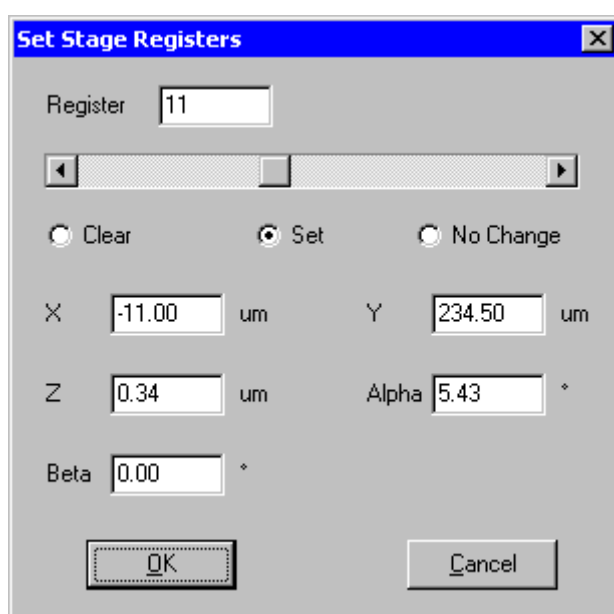 Set Stage Registers
Register 11
Clear Set No Change
X -11.00 um Y 234.50 um
Z 0.34 um Alpha 5.43 °
Beta 0.00 °
OK Cancel